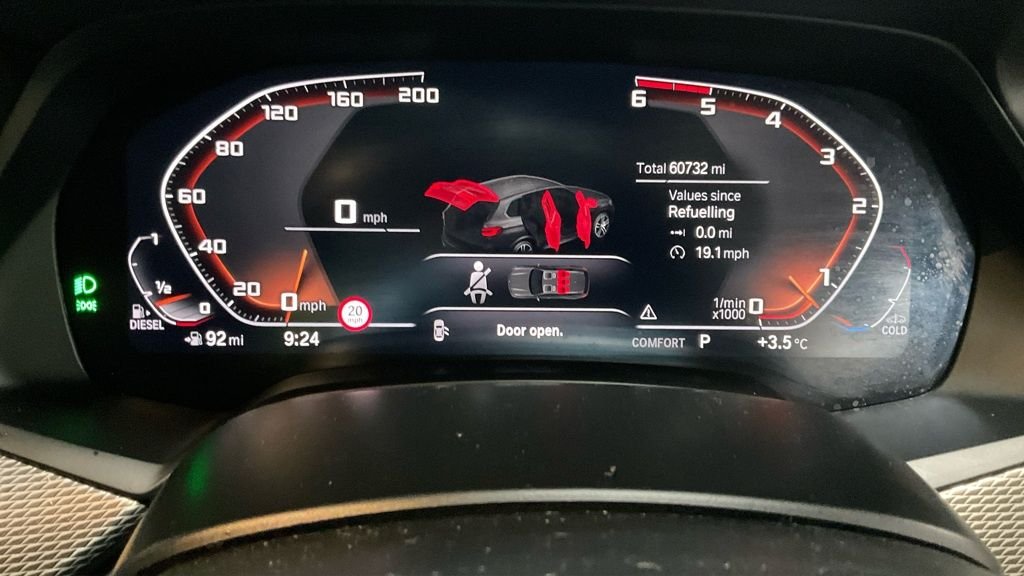 200
160
120
80
60
40
20
0 mph
0 mph
20
mph
1
1/2
0
DIESEL
92 mi
9:24
Door open.
6
5
4
3
2
1
0
1/min
x1000
Total 60732 mi
Values since
Refuelling
0.0 mi
19.1 mph
COMFORT P
+3.5 °C
COLD